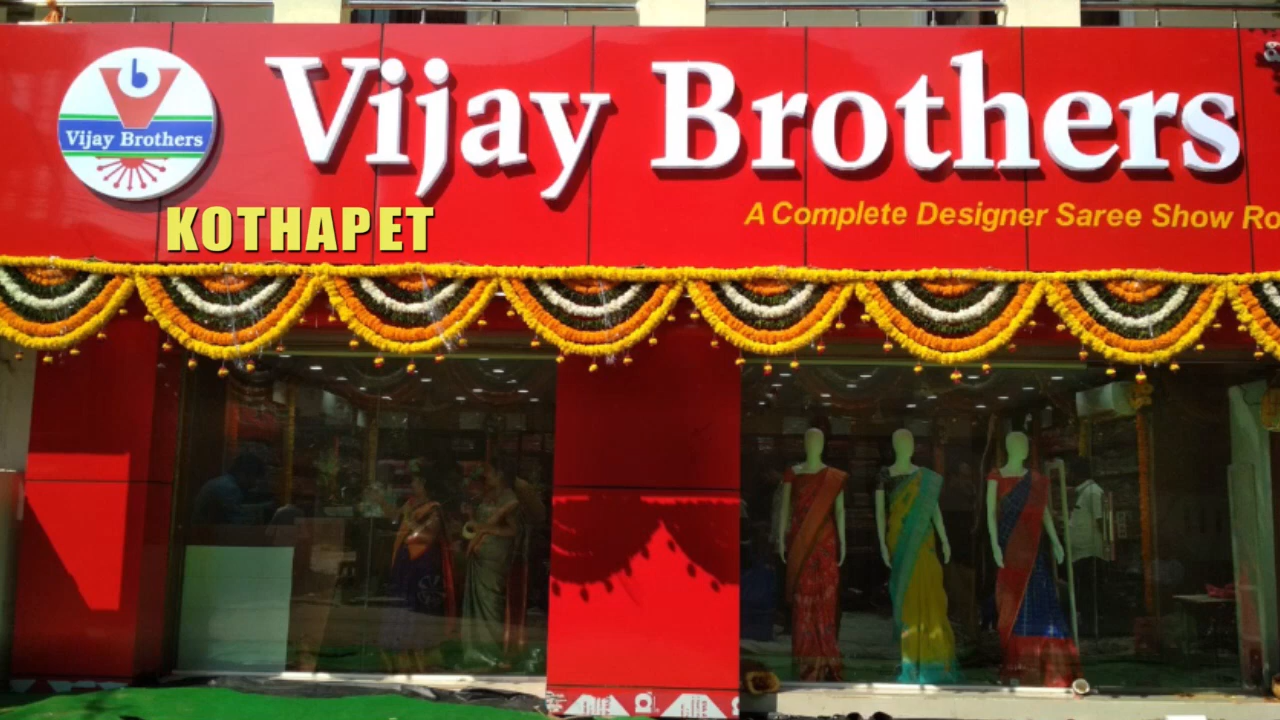 b
Vijay Brothers
Vijay Brothers
KOTHAPET
A Complete Designer Saree Show Ro